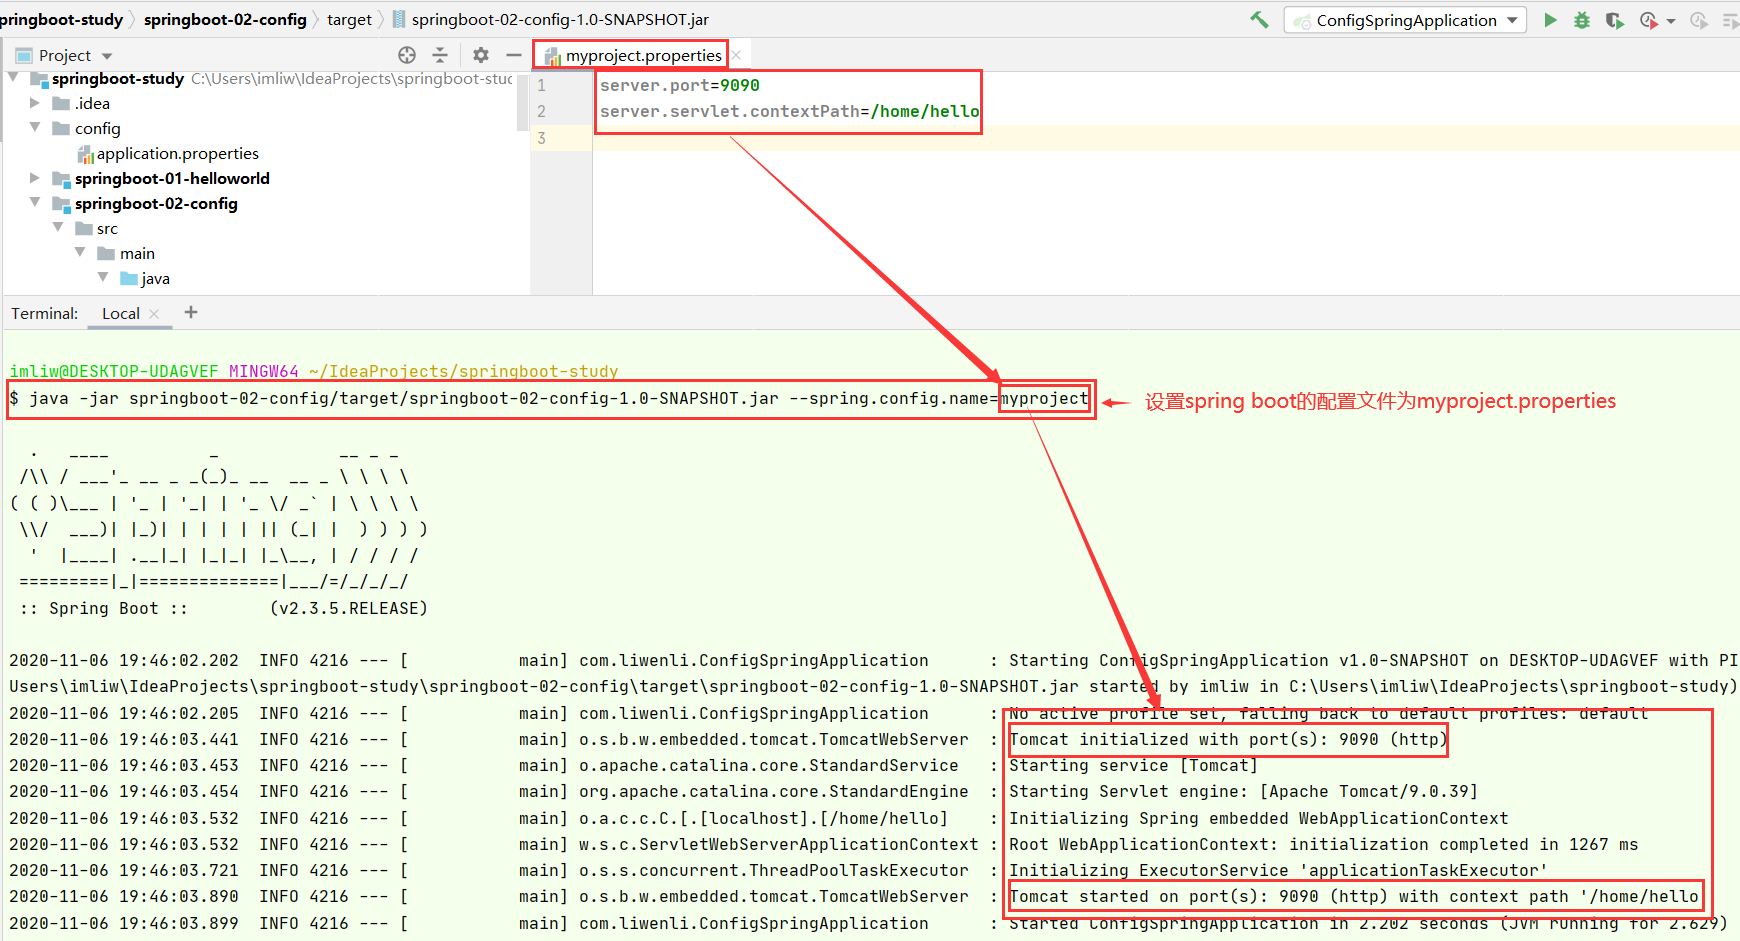 pringboot-study > springboot-02-config > target > springboot-02-config-1.0-SNAPSHOT.jar
ConfigSpringApplication
Project
myproject.properties
springboot-study C:\Users\imliw\IdeaProjects\springboot-stuc
.idea
config
application.properties
springboot-01-helloworld
springboot-02-config
src
main
java
1 server.port=9090
2 server.servlet.contextPath=/home/hello
3
Terminal: Local +
imliw@DESKTOP-UDAGVEF MINGW64 ~/IdeaProjects/springboot-study
$ java -jar springboot-02-config/target/springboot-02-config-1.0-SNAPSHOT.jar --spring.config.name=myproject
设置spring boot的配置文件为myproject.properties
  .   ____          _            __ _ _
 /\\ / ___'_ __ _ _(_)_ __  __ _ \ \ \ \
( ( )\___ | '_ | '_| | '_ \/ _` | \ \ \ \
 \\/  ___)| |_)| | | | | || (_| |  ) ) ) )
  '  |____| .__|_| |_|_| |_\__, | / / / /
 =========|_|==============|___/=/_/_/_/
 :: Spring Boot ::        (v2.3.5.RELEASE)
2020-11-06 19:46:02.202  INFO 4216 --- [           main] com.liwenli.ConfigSpringApplication      : Starting ConfigSpringApplication v1.0-SNAPSHOT on DESKTOP-UDAGVEF with PI
Users\imliw\IdeaProjects\springboot-study\springboot-02-config\target\springboot-02-config-1.0-SNAPSHOT.jar started by imliw in C:\Users\imliw\IdeaProjects\springboot-study)
2020-11-06 19:46:02.205  INFO 4216 --- [           main] com.liwenli.ConfigSpringApplication      : No active profile set, falling back to default profiles: default
2020-11-06 19:46:03.441  INFO 4216 --- [           main] o.s.b.w.embedded.tomcat.TomcatWebServer  : Tomcat initialized with port(s): 9090 (http)
2020-11-06 19:46:03.453  INFO 4216 --- [           main] o.apache.catalina.core.StandardService   : Starting service [Tomcat]
2020-11-06 19:46:03.454  INFO 4216 --- [           main] org.apache.catalina.core.StandardEngine  : Starting Servlet engine: [Apache Tomcat/9.0.39]
2020-11-06 19:46:03.532  INFO 4216 --- [           main] o.a.c.c.C.[.[localhost].[/home/hello]    : Initializing Spring embedded WebApplicationContext
2020-11-06 19:46:03.532  INFO 4216 --- [           main] w.s.c.ServletWebServerApplicationContext : Root WebApplicationContext: initialization completed in 1267 ms
2020-11-06 19:46:03.721  INFO 4216 --- [           main] o.s.s.concurrent.ThreadPoolTaskExecutor  : Initializing ExecutorService 'applicationTaskExecutor'
2020-11-06 19:46:03.890  INFO 4216 --- [           main] o.s.b.w.embedded.tomcat.TomcatWebServer  : Tomcat started on port(s): 9090 (http) with context path '/home/hello
2020-11-06 19:46:03.899  INFO 4216 --- [           main] com.liwenli.ConfigSpringApplication      : Started ConfigSpringApplication in 2.202 seconds (JVM running for 2.629)